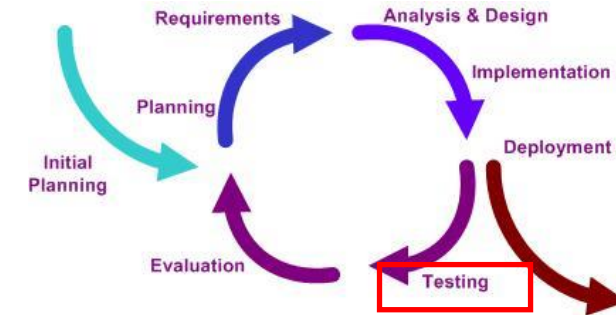 Requirements
Analysis & Design
Implementation
Planning
Deployment
Initial
Planning
Evaluation
Testing